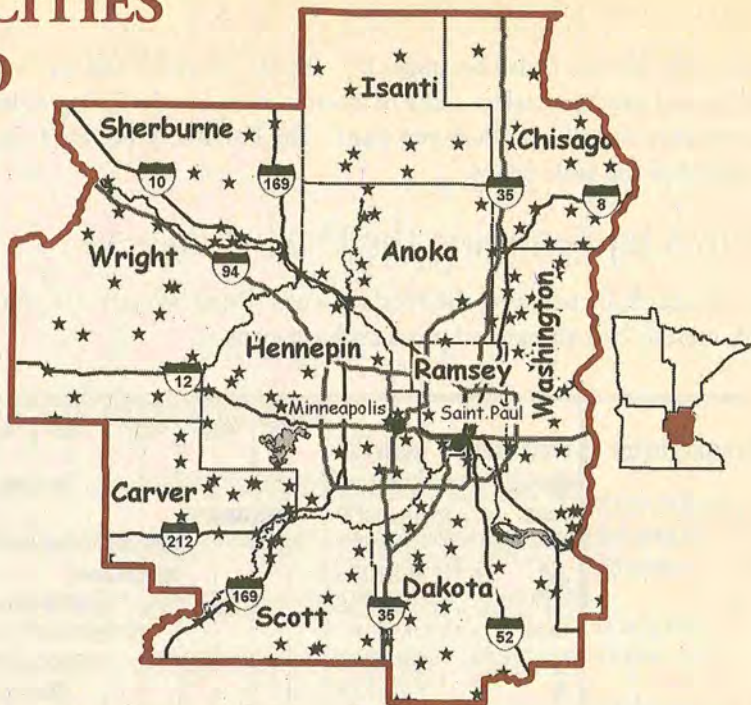 CITIES
Isanti
Sherburne
Chisago
10
169
35
8
Wright
Anoka
94
Washington
Hennepin
Ramsey
12
Minneapolis
Saint Paul
Carver
212
169
Scott
35
Dakota
52